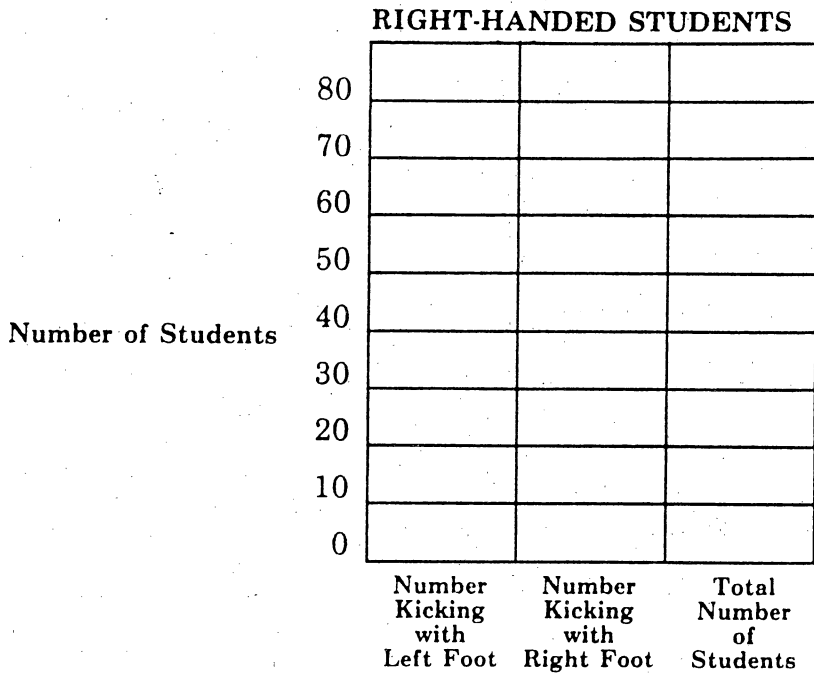 RIGHT-HANDED STUDENTS
80
70
60
50
40
Number of Students
30
20
10
0
Number Kicking with Left Foot
Number Kicking with Right Foot
Total Number of Students